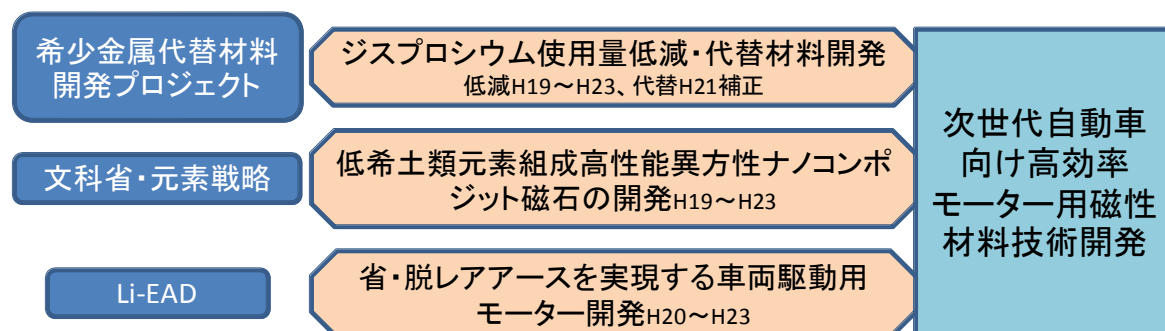 希少金属代替材料
開発プロジェクト
ジスプロシウム使用量低減・代替材料開発
低減H19～H23、代替H21補正
文科省・元素戦略
低希土類元素組成高性能異方性ナノコンポ
ジット磁石の開発H19～H23
Li-EAD
省・脱レアアースを実現する車両駆動用
モーター開発H20～H23
次世代自動車
向け高効率
モーター用磁性
材料技術開発